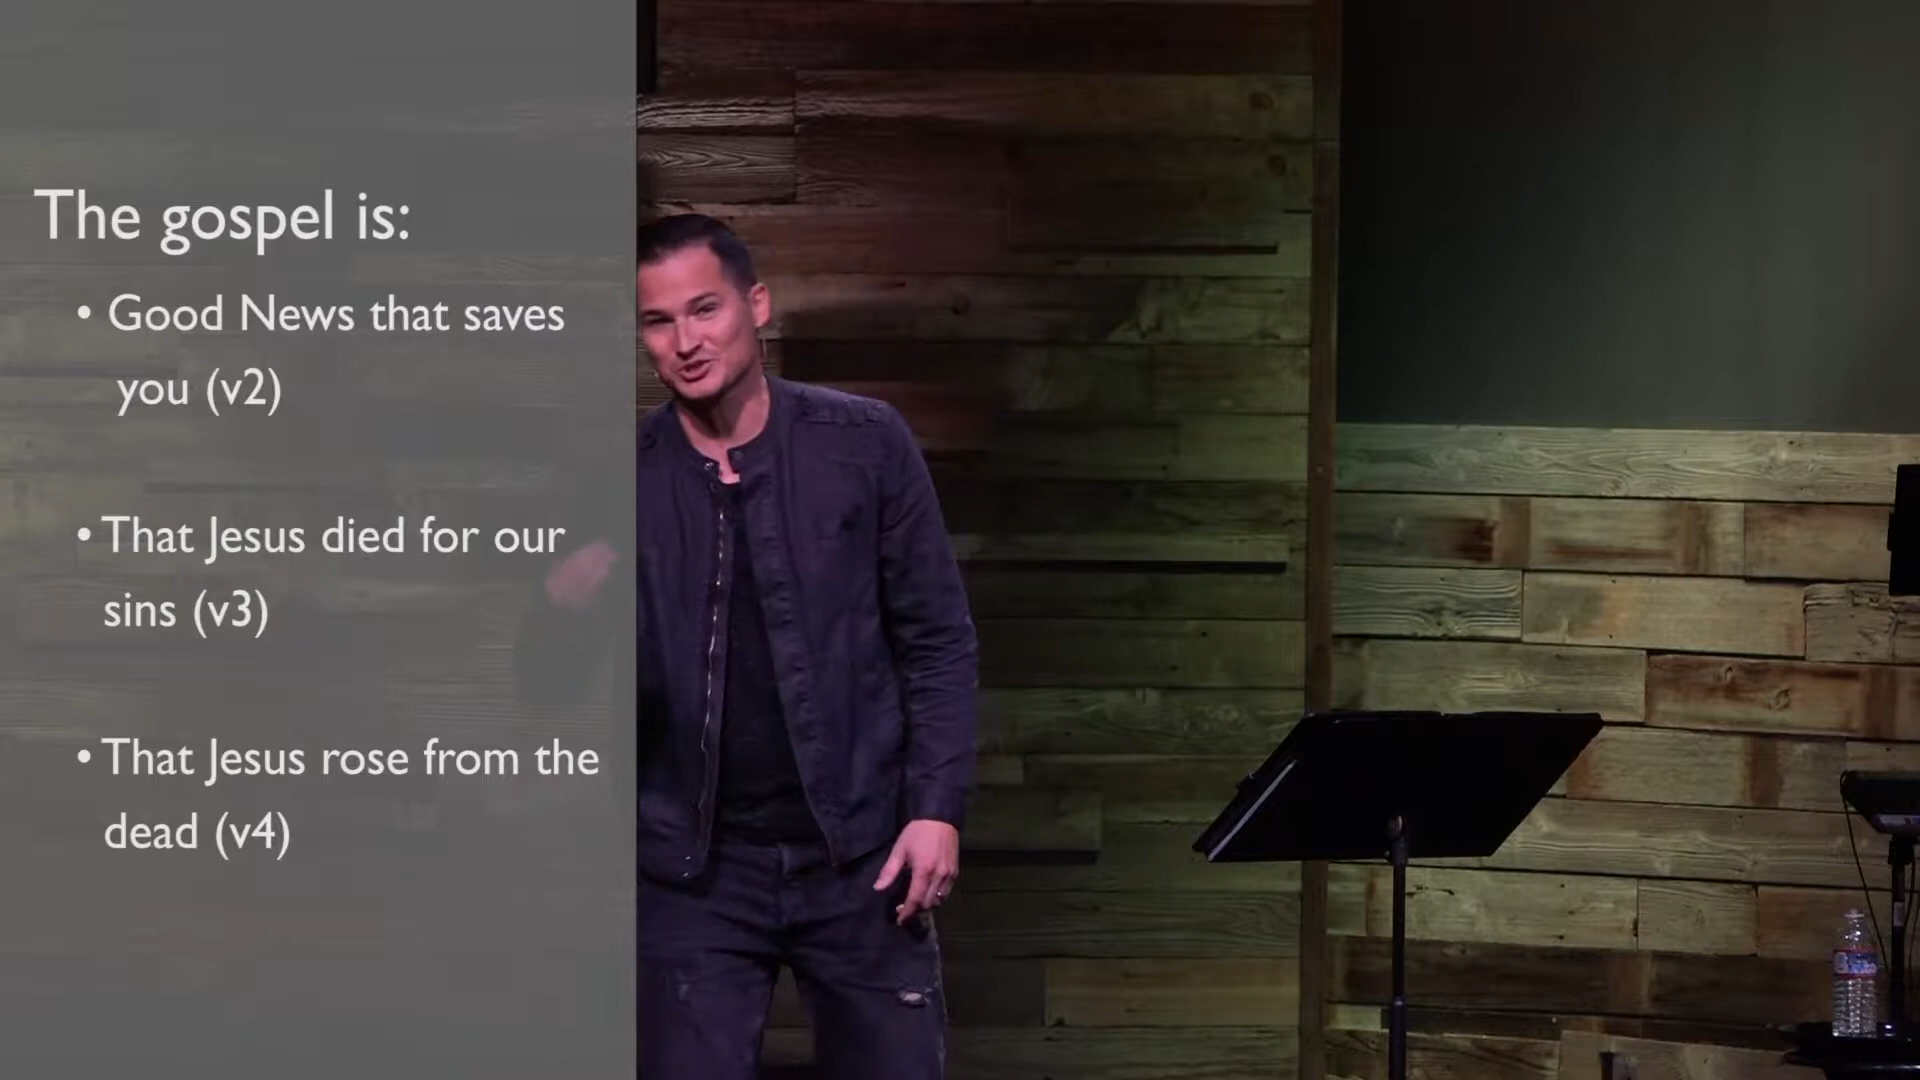 The gospel is:
• Good News that saves
you (v2)
• That Jesus died for our
sins (v3)
• That Jesus rose from the
dead (v4)